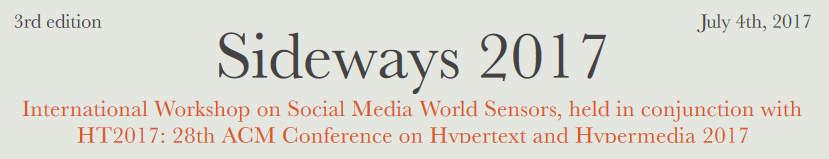 3rd edition
July 4th, 2017
Sideways 2017
International Workshop on Social Media World Sensors, held in conjunction with
HT2017: 28th ACM Conference on Hypertext and Hypermedia 2017